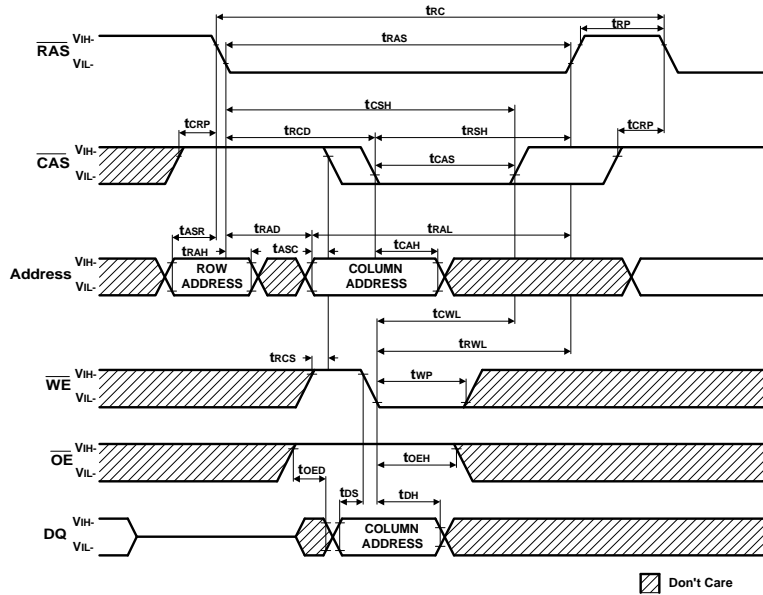 tRC
VIH-
tRP
RAS
tRAS
VIL-
tCSH
tCRP
tRCD
tRSH
tCRP
VIH-
CAS
tCAS
VIL-
tASR
tRAD
tRAL
tRAH
tASC
tCAH
VIH-
Address
ROW
ADDRESS
COLUMN
ADDRESS
VIL-
tCWL
tRWL
tRCS
VIH-
tWP
WE
VIL-
VIH-
OE
tOEH
VIL-
tOED
tDS
tDH
VIH-
DQ
COLUMN
ADDRESS
VIL-
Don't Care